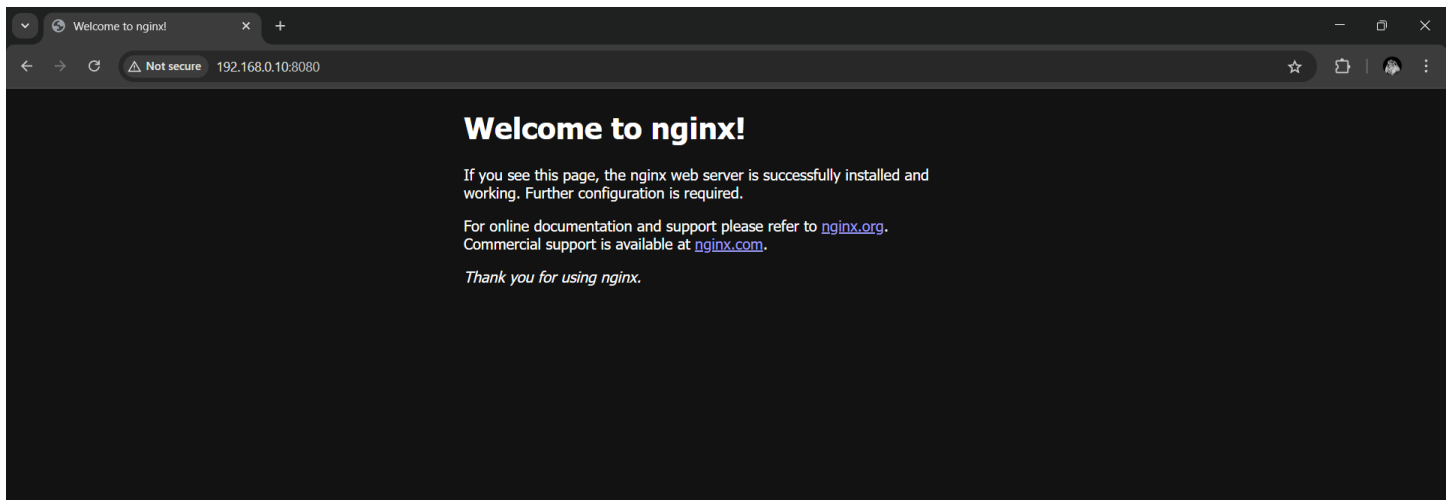 Welcome to nginx!
Not secure 192.168.0.10:8080
Welcome to nginx!
If you see this page, the nginx web server is successfully installed and
working. Further configuration is required.
For online documentation and support please refer to nginx.org.
Commercial support is available at nginx.com.
Thank you for using nginx.